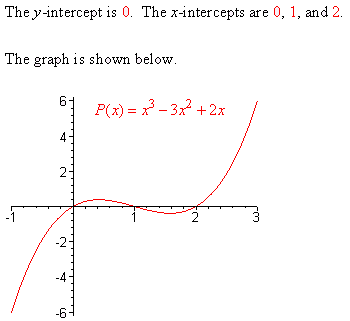 The y-intercept is 0. The x-intercepts are 0, 1, and 2.
The graph is shown below.
P(x) = x³ – 3x² + 2x
6
4
2
-1 0 1 2 3
-2
-4
-6